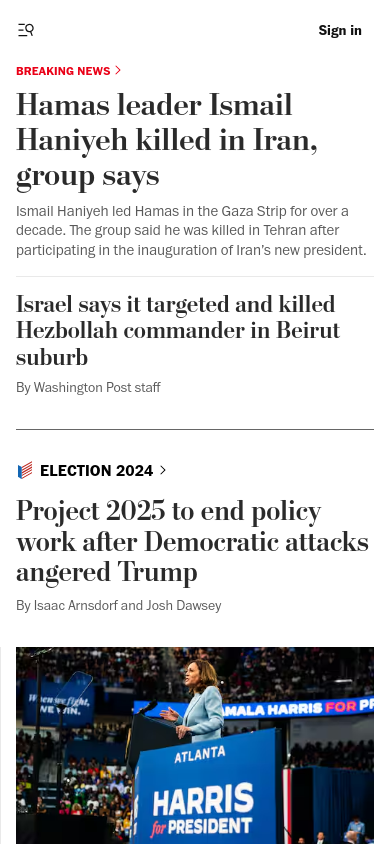 Sign in
BREAKING NEWS
Hamas leader Ismail
Haniyeh killed in Iran,
group says
Ismail Haniyeh led Hamas in the Gaza Strip for over a
decade. The group said he was killed in Tehran after
participating in the inauguration of Iran’s new president.
Israel says it targeted and killed
Hezbollah commander in Beirut
suburb
By Washington Post staff
ELECTION 2024
Project 2025 to end policy
work after Democratic attacks
angered Trump
By Isaac Arnsdorf and Josh Dawsey
When we fight,
WE WIN.
AMALA HARRIS FOR PR
ATLANTA
HARRIS
for PRESIDENT